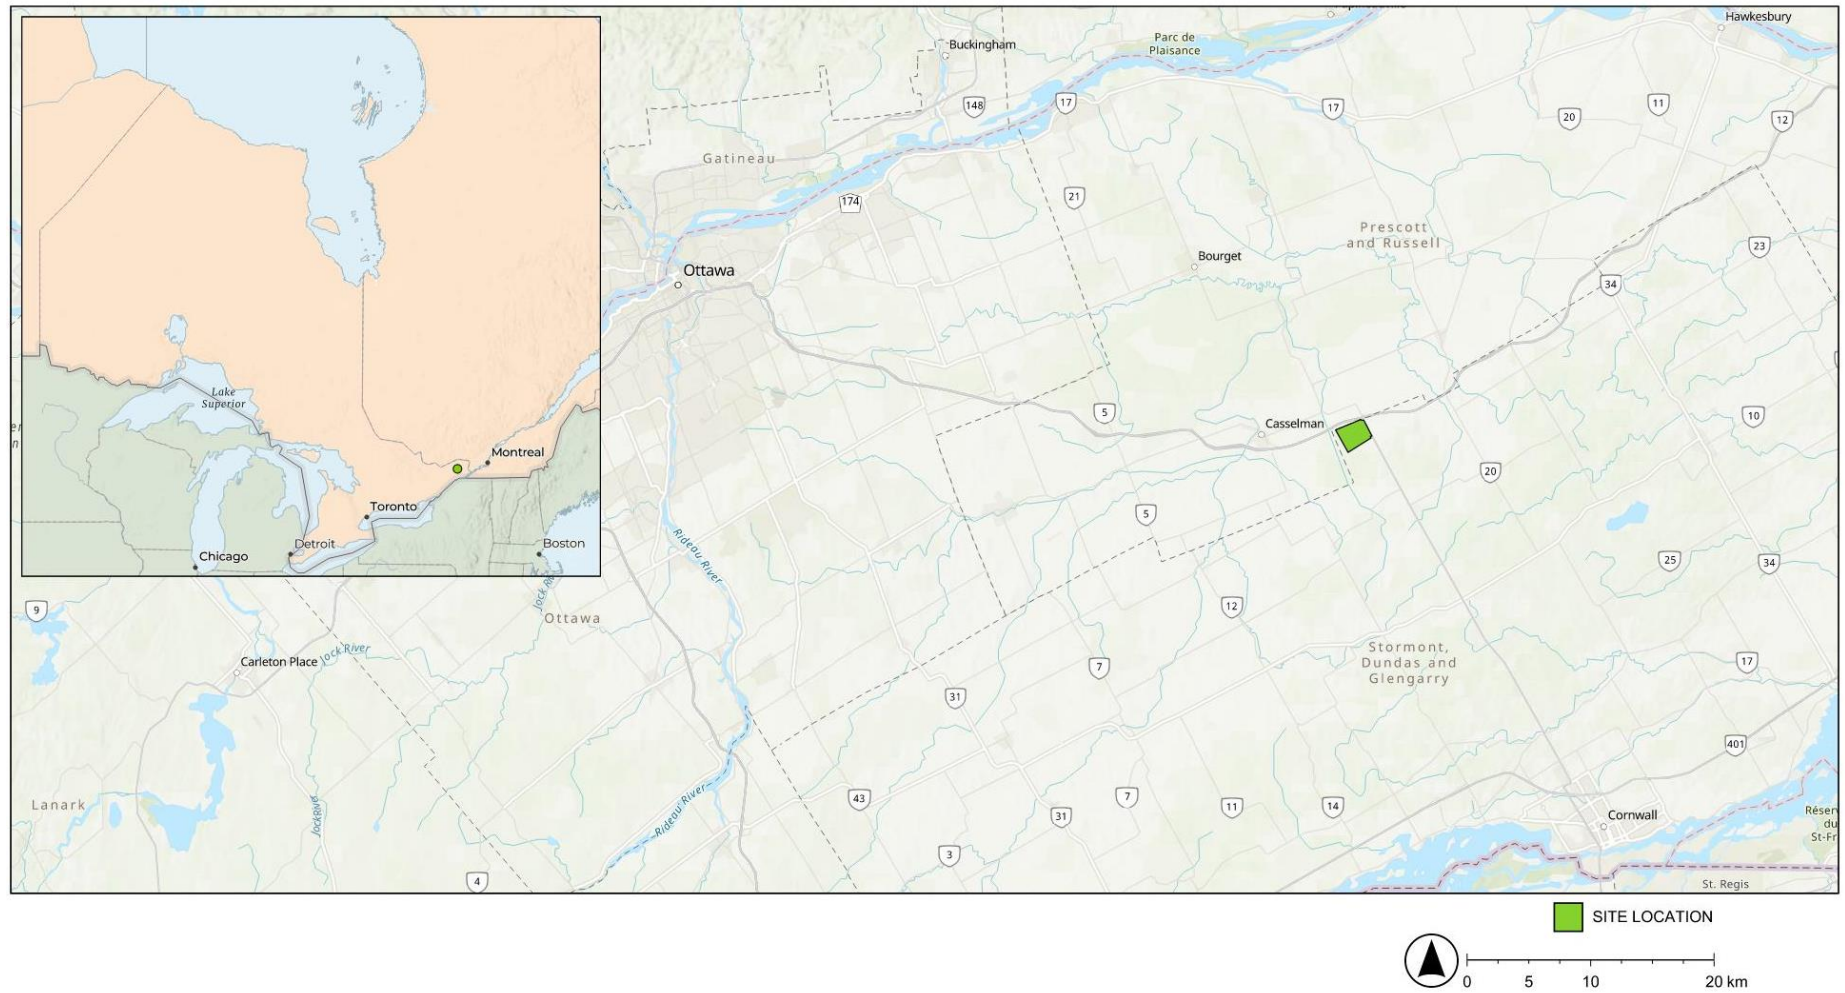 Lake
Superior
Montreal
Toronto
Detroit
Chicago
Boston
Buckingham
Parc de
Plaisance
Hawkesbury
148
17
17
20
11
12
Gatineau
174
21
Prescott
and Russell
23
Ottawa
Bourget
34
5
Casselman
10
20
5
Rideau River
25
34
9
Ottawa
12
Carleton Place
Jock River
Stormont,
Dundas and
Glengarry
7
17
31
401
Lanark
43
7
11
14
31
Cornwall
Rideau River
3
4
St. Regis
SITE LOCATION
0
5
10
20 km